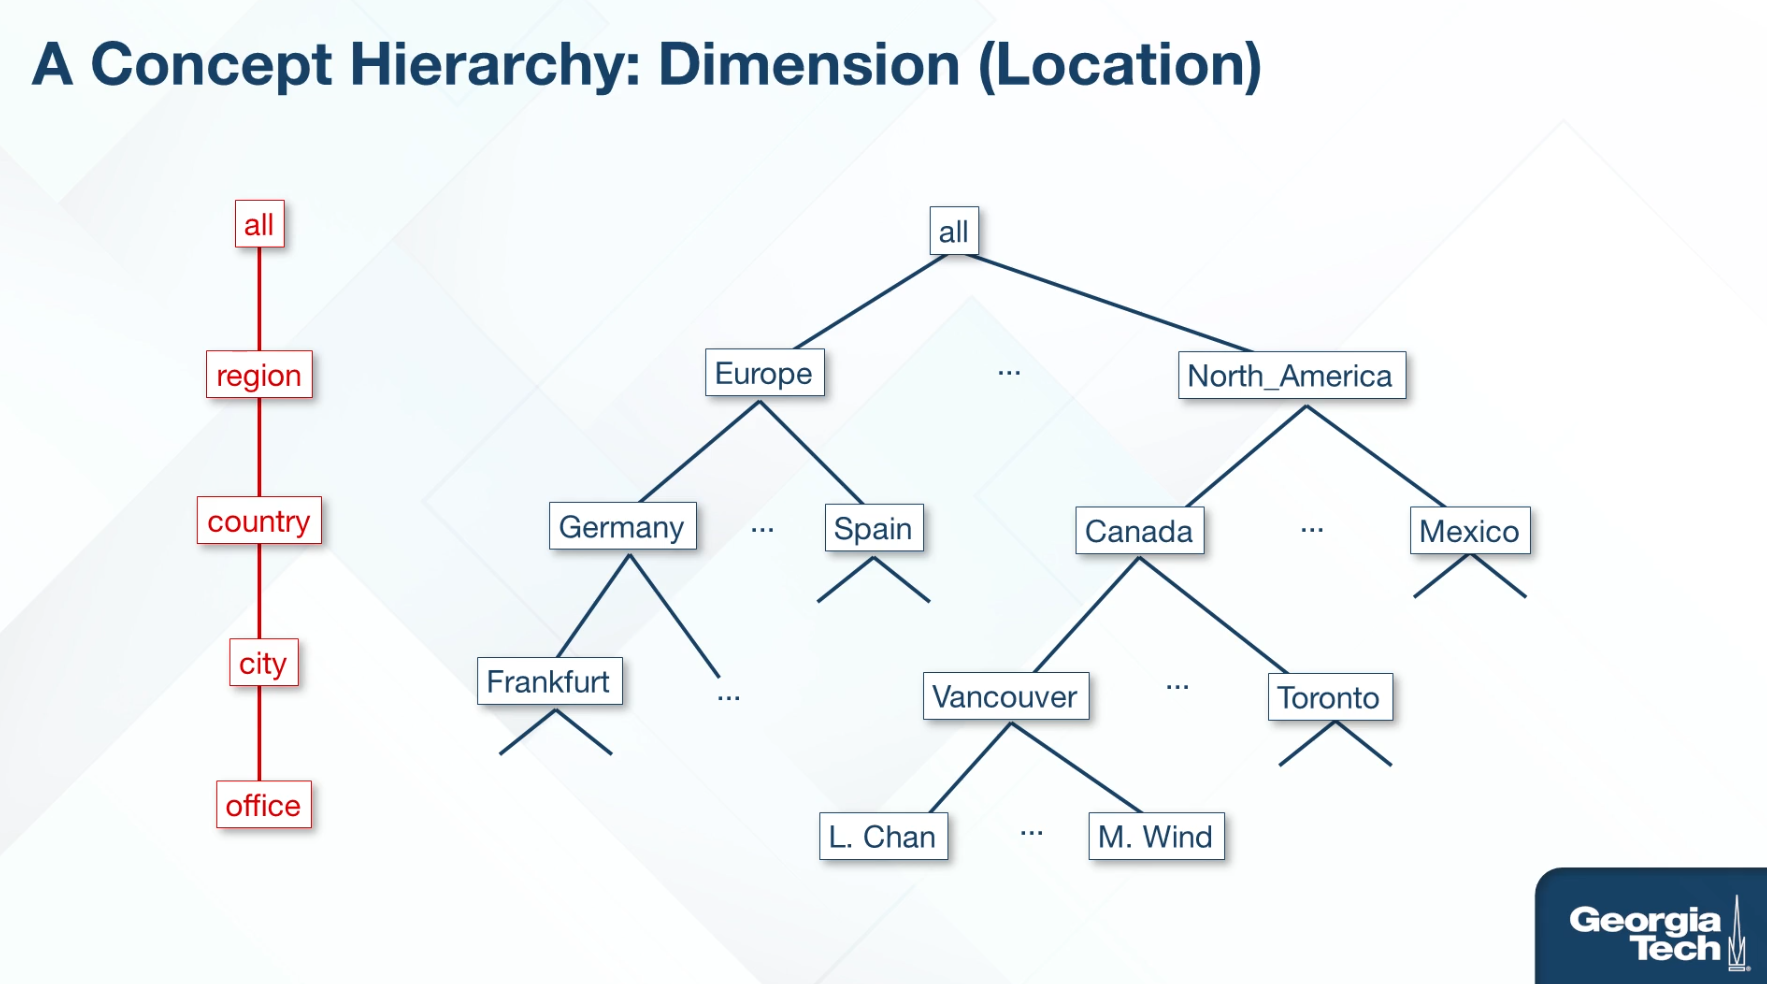 A Concept Hierarchy: Dimension (Location)
all
region
country
city
office
all
Europe
...
North_America
Germany
...
Spain
Canada
...
Mexico
Frankfurt
...
Vancouver
...
Toronto
L. Chan
...
M. Wind
Georgia
Tech